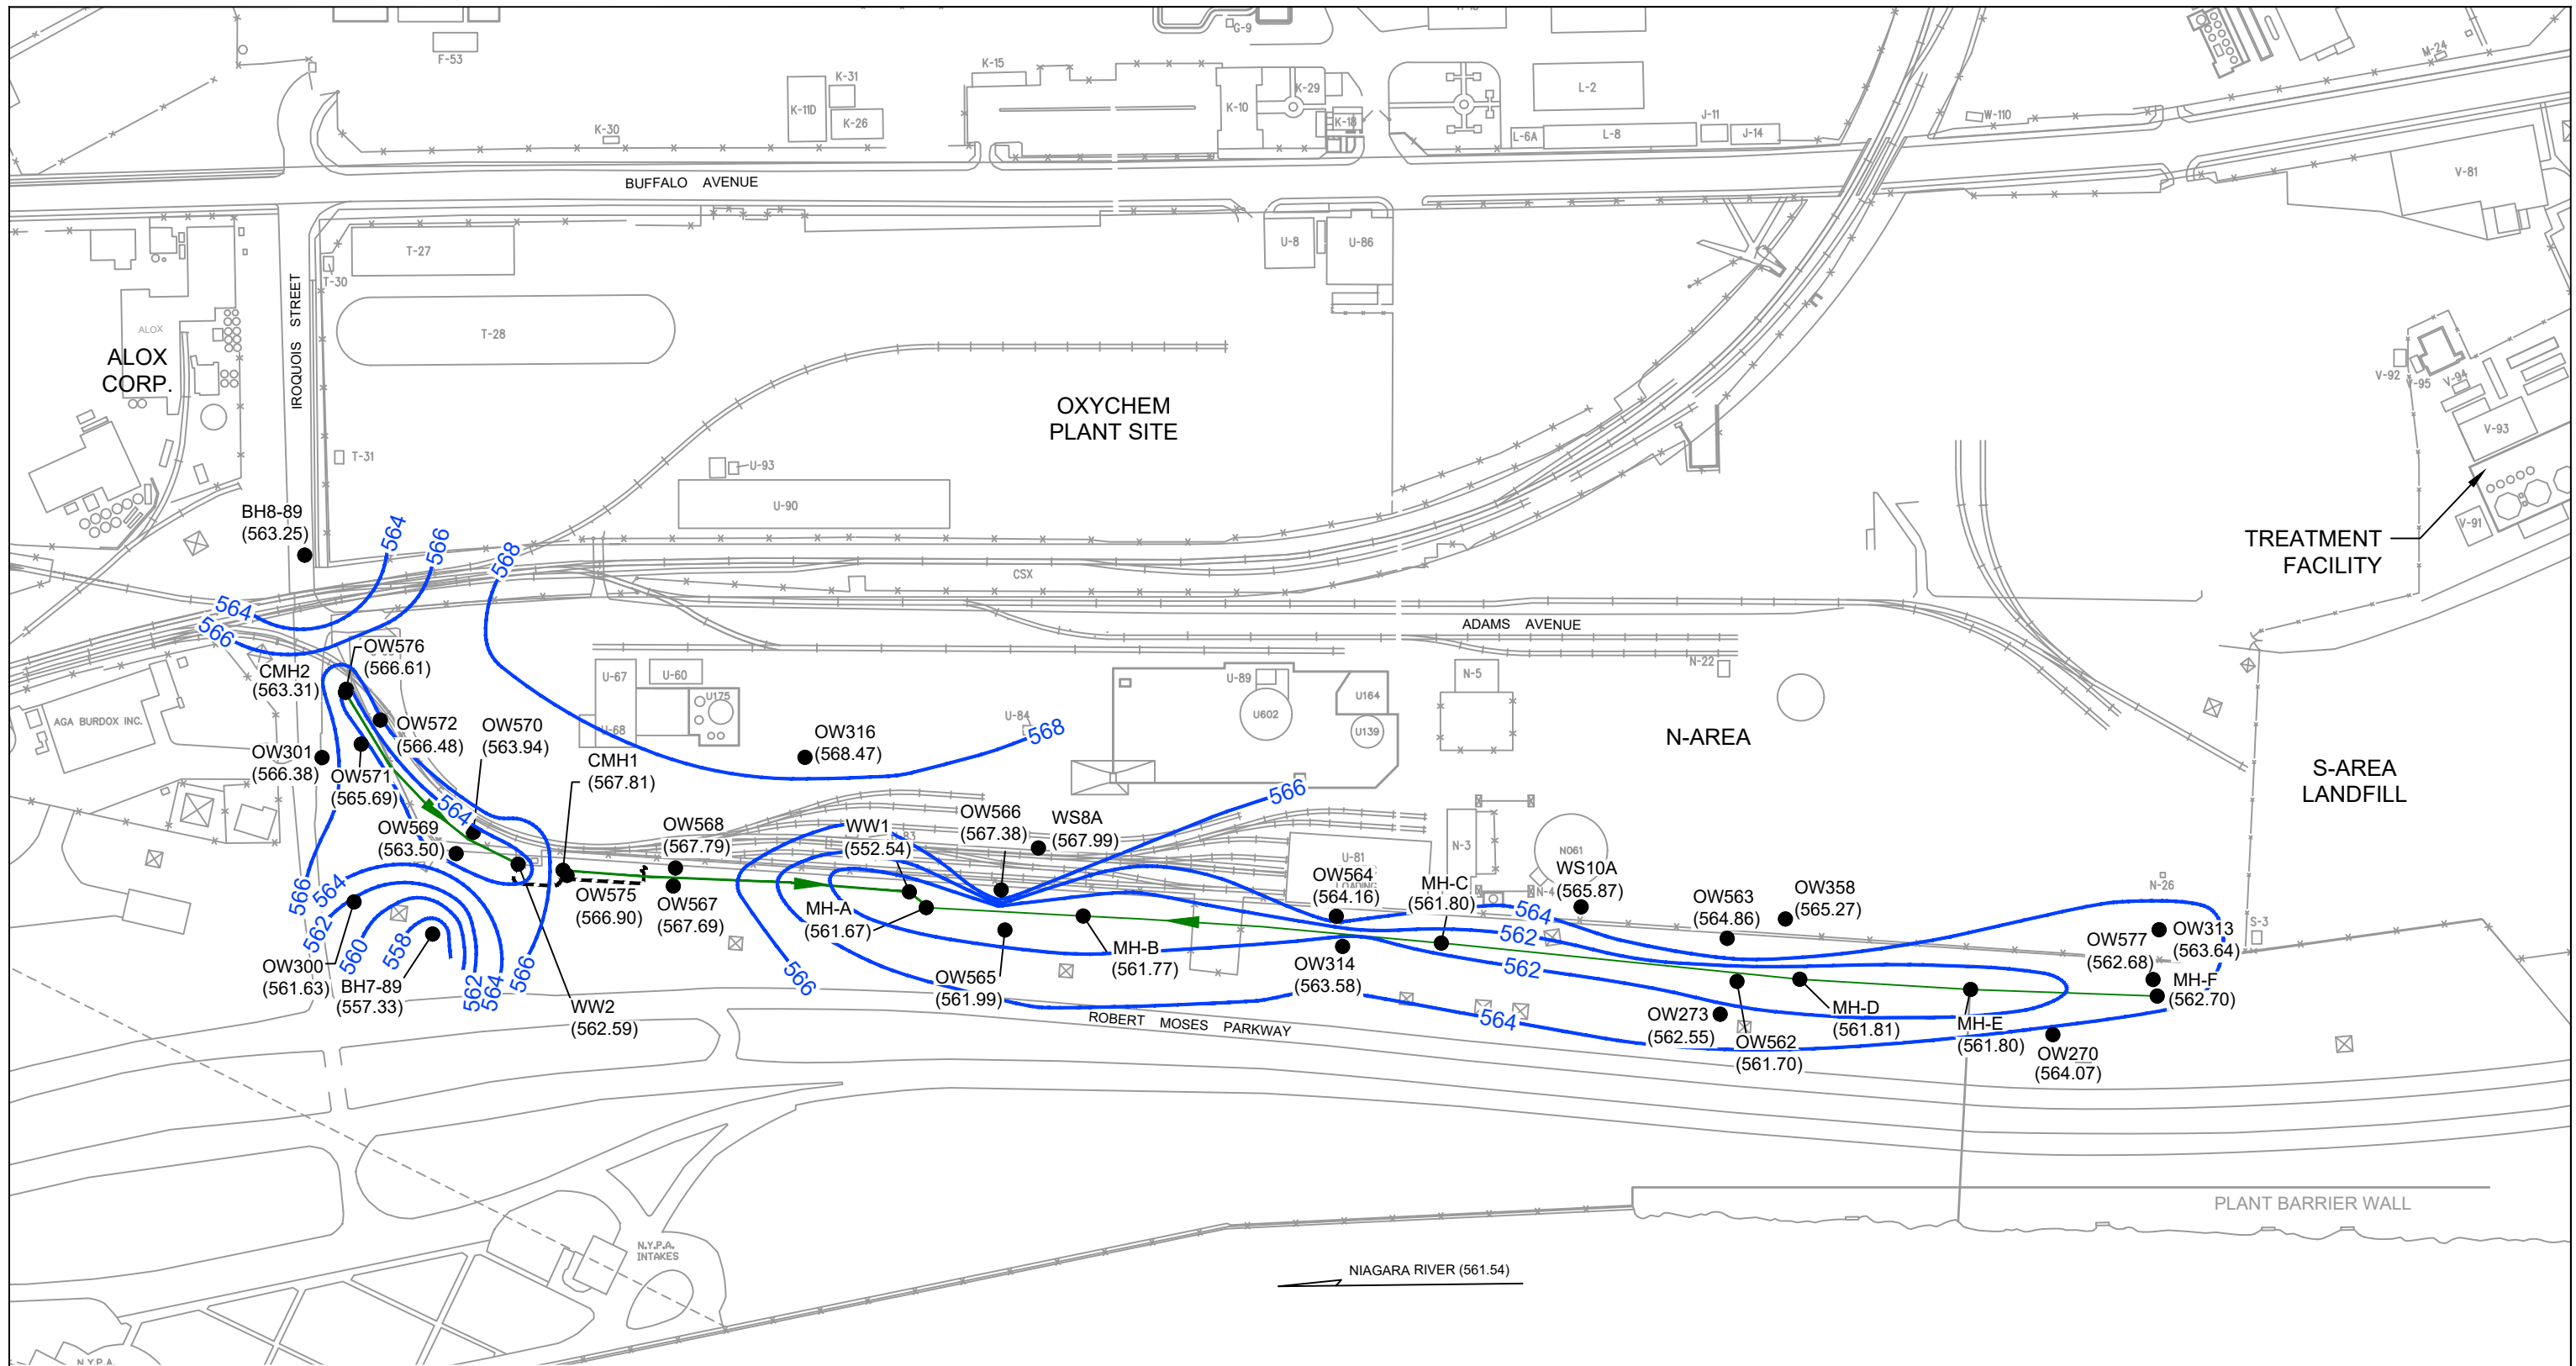 G-9
F-53
K-15
K-31
K-11D
K-26
K-30
K-10
K-29
K-18
L-2
L-6A
L-8
J-11
J-14
M-24
W-110
V-81
BUFFALO AVENUE
T-27
T-30
T-28
U-8
U-86
ALOX
ALOX
CORP.
IROQUOIS STREET
T-31
OXYCHEM
PLANT SITE
U-93
U-90
V-92
V-95
V-94
V-93
V-91
TREATMENT
FACILITY
BH8-89
(563.25)
564
566
568
CSX
ADAMS AVENUE
564
566
OW576
(566.61)
CMH2
(563.31)
U-67
U-60
U175
U-68
U-89
U602
U164
U139
N-5
N-22
AGA BURDOX INC.
OW572
(566.48)
OW570
(563.94)
OW301
(566.38)
OW571
(565.69)
CMH1
(567.81)
OW316
(568.47)
U-84
568
N-AREA
S-AREA
LANDFILL
566
564
OW569
(563.50)
OW568
(567.79)
WW1
(552.54)
OW566
(567.38)
WS8A
(567.99)
U-81
LOADING
N-3
N061
N-4
OW564
(564.16)
MH-C
(561.80)
WS10A
(565.87)
OW563
(564.86)
OW358
(565.27)
N-26
S-3
OW575
(566.90)
OW567
(567.69)
MH-A
(561.67)
566
564
562
560
558
OW300
(561.63)
BH7-89
(557.33)
562
564
566
WW2
(562.59)
566
OW565
(561.99)
MH-B
(561.77)
OW314
(563.58)
564
562
562
564
OW577
(562.68)
OW313
(563.64)
MH-F
(562.70)
OW273
(562.55)
OW562
(561.70)
MH-D
(561.81)
MH-E
(561.80)
OW270
(564.07)
ROBERT MOSES PARKWAY
PLANT BARRIER WALL
N.Y.P.A.
INTAKES
NIAGARA RIVER (561.54)
N.Y.P.A.